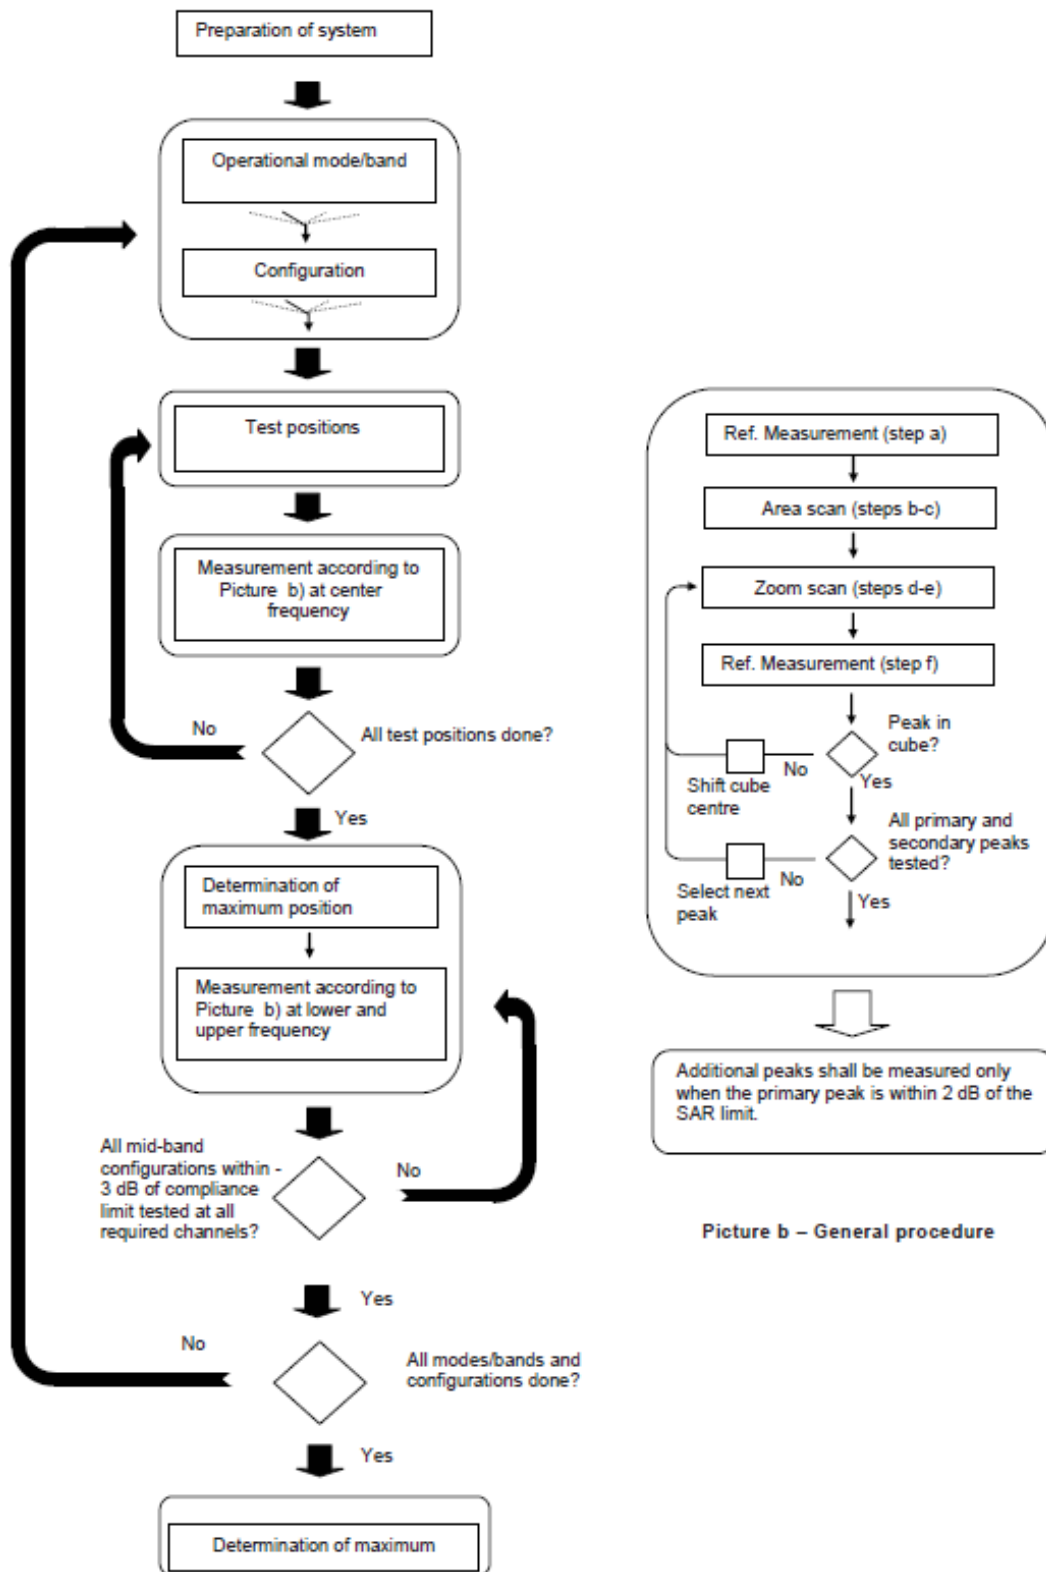 Preparation of system
Operational mode/band
Configuration
Test positions
Measurement according to
Picture b) at center
frequency
No
All test positions done?
Yes
Determination of
maximum position
Measurement according to
Picture b) at lower and
upper frequency
All mid-band
configurations within -
3 dB of compliance
limit tested at all
required channels?
No
Yes
No
All modes/bands and
configurations done?
Yes
Determination of maximum
Ref. Measurement (step a)
Area scan (steps b-c)
Zoom scan (steps d-e)
Ref. Measurement (step f)
Peak in
cube?
No
Shift cube
centre
Yes
All primary and
secondary peaks
tested?
No
Select next
peak
Yes
Additional peaks shall be measured only
when the primary peak is within 2 dB of the
SAR limit.
Picture b – General procedure